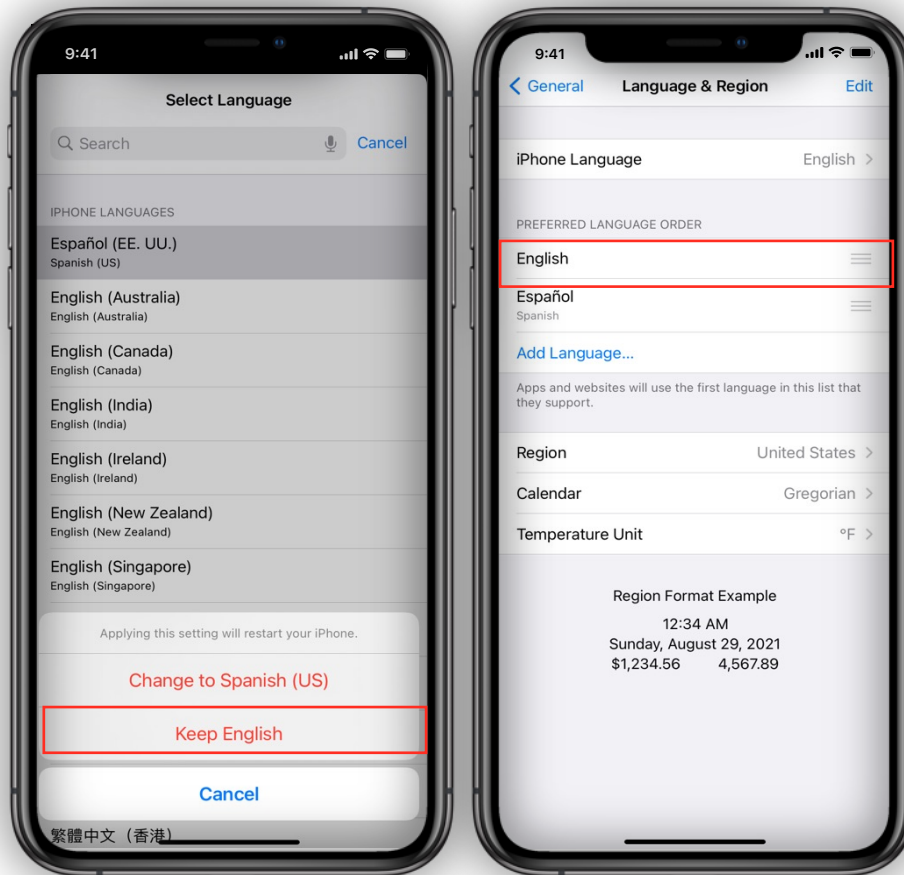 9:41
Select Language
Search
Cancel
IPHONE LANGUAGES
Español (EE. UU.)
Spanish (US)
English (Australia)
English (Australia)
English (Canada)
English (Canada)
English (India)
English (India)
English (Ireland)
English (Ireland)
English (New Zealand)
English (New Zealand)
English (Singapore)
English (Singapore)
Applying this setting will restart your iPhone.
Change to Spanish (US)
Keep English
Cancel
繁體中文（香港）
9:41
General Language & Region Edit
iPhone Language English
PREFERRED LANGUAGE ORDER
English
Español
Spanish
Add Language...
Apps and websites will use the first language in this list that
they support.
Region United States
Calendar Gregorian
Temperature Unit °F
Region Format Example
12:34 AM
Sunday, August 29, 2021
$1,234.56 4,567.89